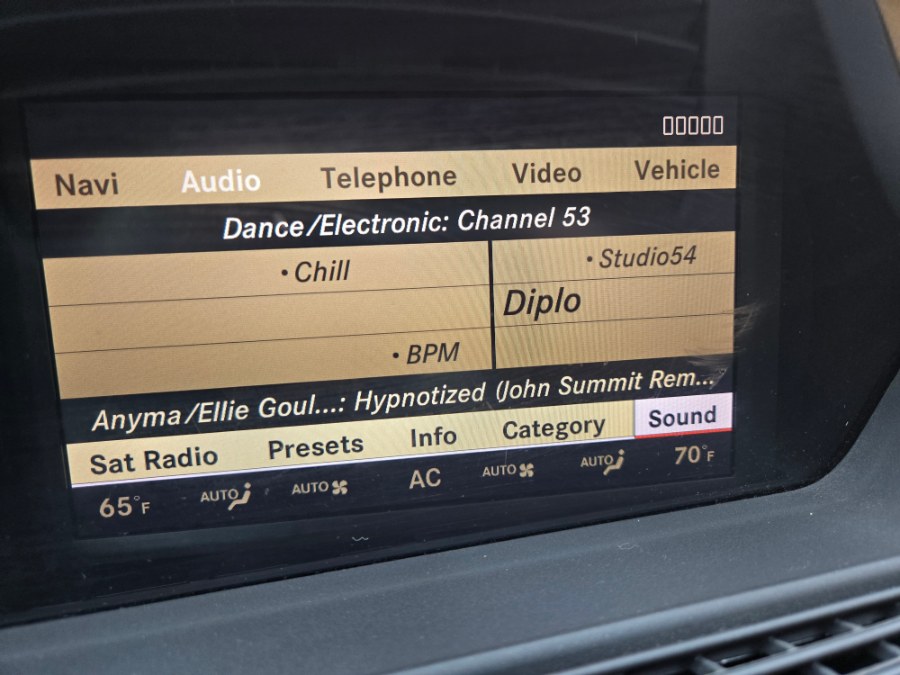 Navi Audio Telephone Video Vehicle
Dance/Electronic: Channel 53
•Chill •Studio54
Diplo
•BPM
Anyma/Ellie Goul...: Hypnotized (John Summit Rem...
Sat Radio Presets Info Category Sound
65°F AUTO AUTO AC AUTO AUTO 70°F